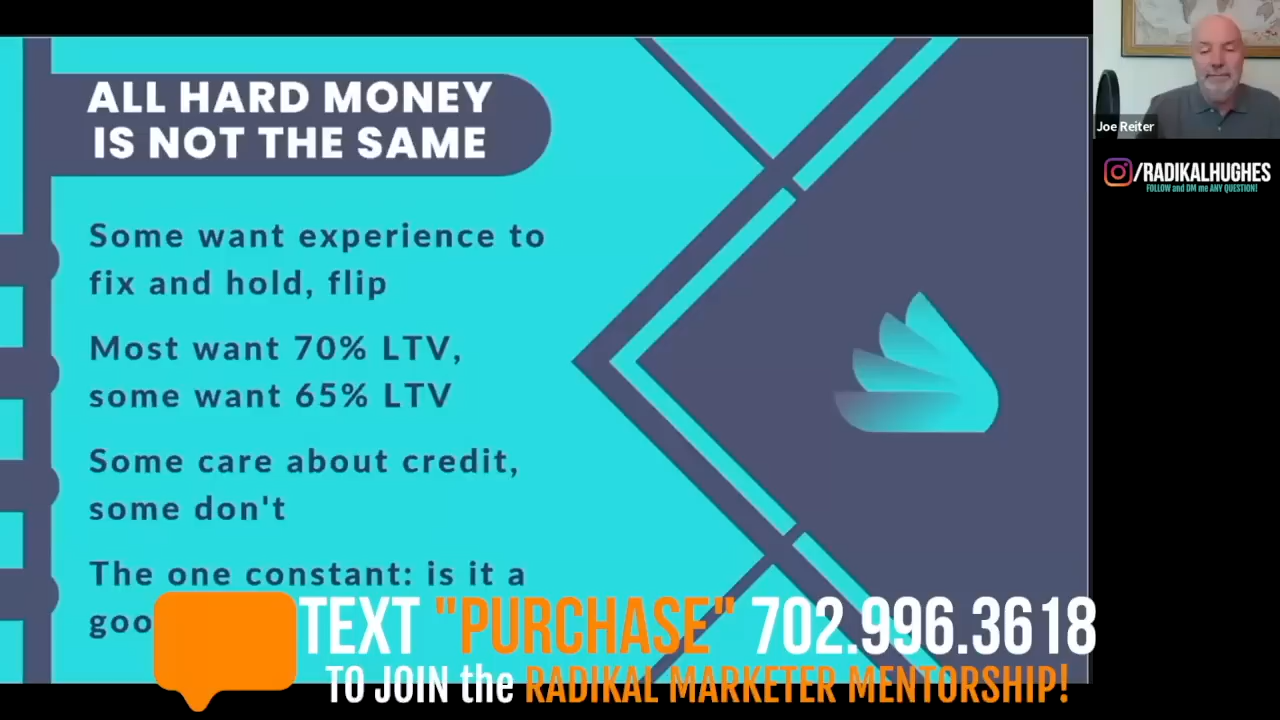 ALL HARD MONEY
IS NOT THE SAME
Some want experience to
fix and hold, flip
Most want 70% LTV,
some want 65% LTV
Some care about credit,
some don't
The one constant: is it a
goo
Joe Reiter
/RADIKALHUGHES
FOLLOW and DM me ANY QUESTION!
TEXT "PURCHASE" 702.996.3618
TO JOIN the RADIKAL MARKETER MENTORSHIP!